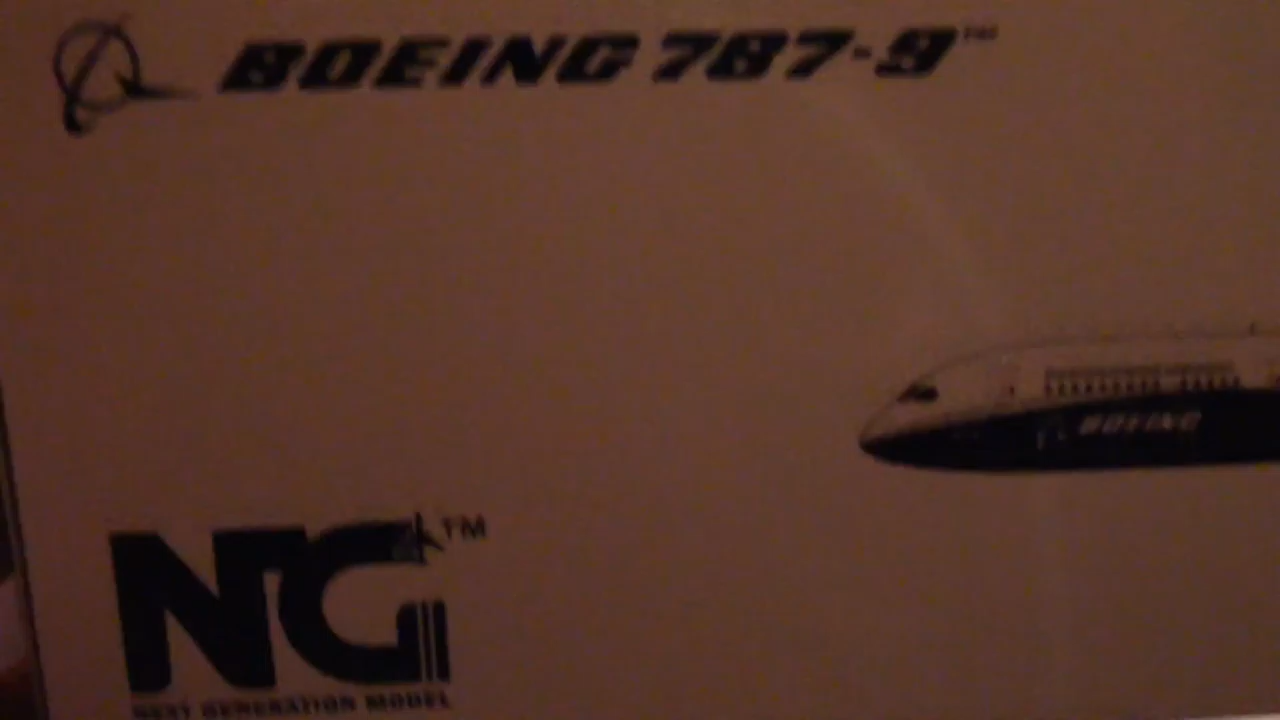 BOEING 787-9™
BOEING
NG™
NEXT GENERATION MODEL